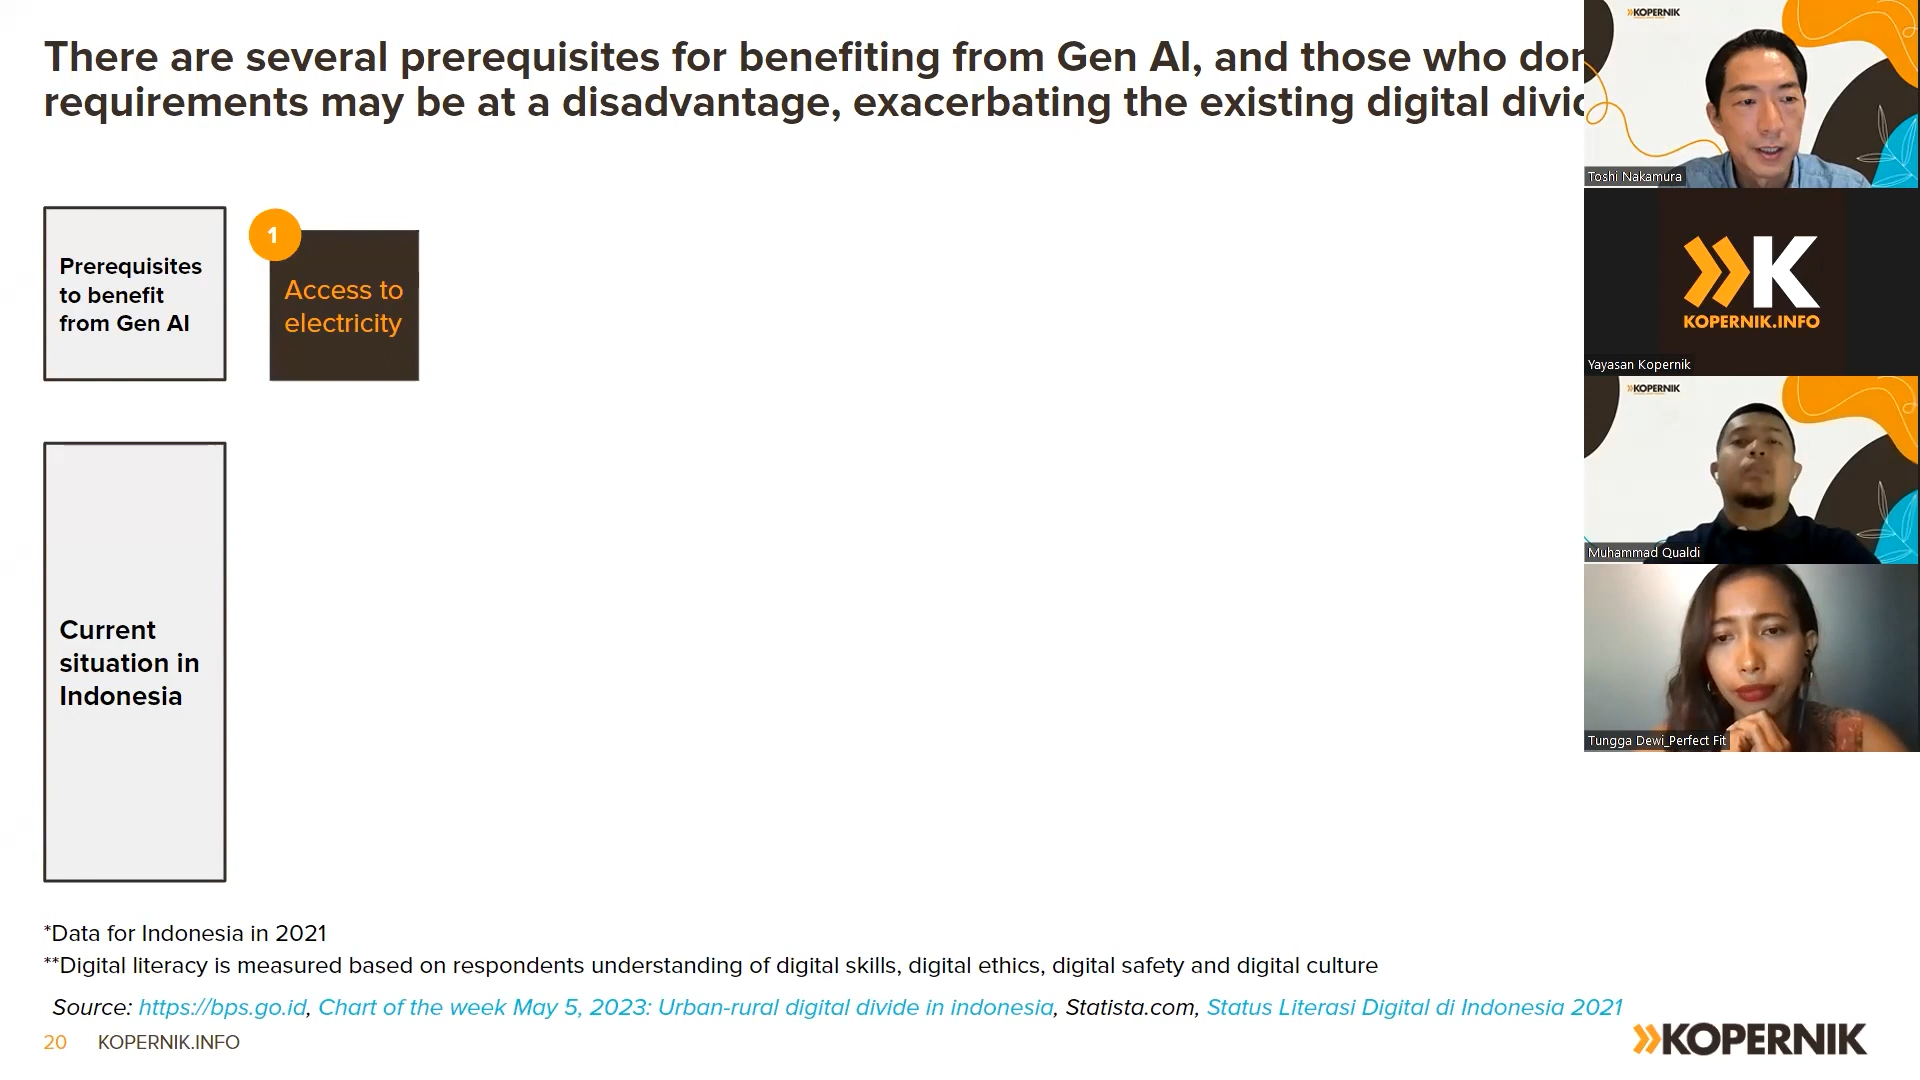 There are several prerequisites for benefiting from Gen AI, and those who
requirements may be at a disadvantage, exacerbating the existing digital
Prerequisites
to benefit
from Gen AI
1
Access to
electricity
Current
situation in
Indonesia
*Data for Indonesia in 2021
**Digital literacy is measured based on respondents understanding of digital skills, digital ethics, digital safety and digital culture
Source: https://bps.go.id, Chart of the week May 5, 2023: Urban-rural digital divide in indonesia, Statista.com, Status Literasi Digital di Indonesia 2021
20 KOPERNIK.INFO
KOPERNIK
KOPERNIK
Toshi Nakamura
K
KOPERNIK.INFO
Yayasan Kopernik
KOPERNIK
Muhammad Qualdi
Tungga Dewi_Perfect Fit